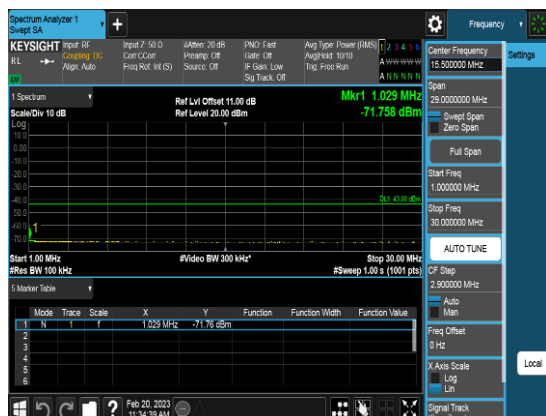 Spectrum Analyzer 1
Swept SA
+
Frequency
KEYSIGHT
RL
Input: RF
Coupling: DC
Align: Auto
Input Z: 50 Ω
Corr CCorr
Freq Ref: Int (S)
#Atten: 20 dB
Preamp: Off
Source: Off
PNO: Fast
Gate: Off
IF Gain: Low
Sig Track: Off
Avg Type: Power (RMS)
Avg|Hold: 10/10
Trig: Free Run
1 2 3 4 5 6
A W W W W W
A N N N N N
Center Frequency
15.500000 MHz
Settings
1 Spectrum
Scale/Div 10 dB
Ref Lvl Offset 11.00 dB
Ref Level 20.00 dBm
Mkr1 1.029 MHz
-71.758 dBm
Span
29.0000000 MHz
Swept Span
Zero Span
Log
10.0
0.00
-10.0
-20.0
-30.0
-40.0
-50.0
-60.0
-70.0
1
Full Span
Start Freq
1.000000 MHz
Stop Freq
30.000000 MHz
AUTO TUNE
Start 1.00 MHz
#Video BW 300 kHz*
Stop 30.00 MHz
#Res BW 100 kHz
#Sweep 1.00 s (1001 pts)
CF Step
2.900000 MHz
Auto
Man
5 Marker Table
Mode Trace Scale X Y Function Function Width Function Value
1 N 1 f 1.029 MHz -71.76 dBm
2
3
4
5
6
Freq Offset
0 Hz
X Axis Scale
Log
Lin
Local
Signal Track
?
Feb 20, 2023
11:34:39 AM